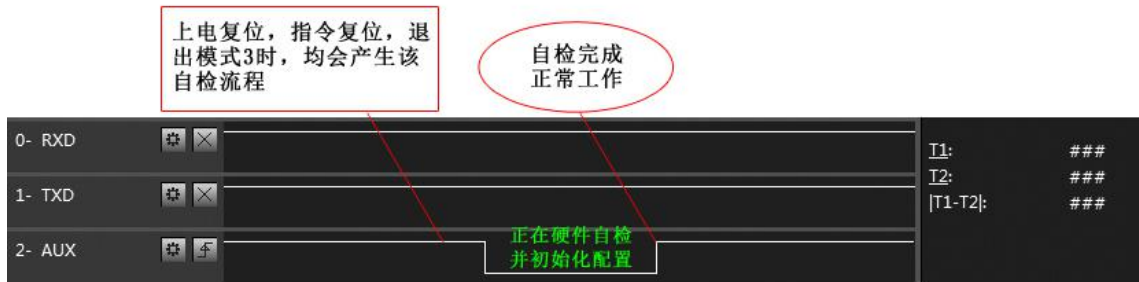 上电复位，指令复位，退
出模式3时，均会产生该
自检流程
自检完成
正常工作
0- RXD
T1: ###
T2: ###
1- TXD
|T1-T2|: ###
正在硬件自检
2- AUX
并初始化配置